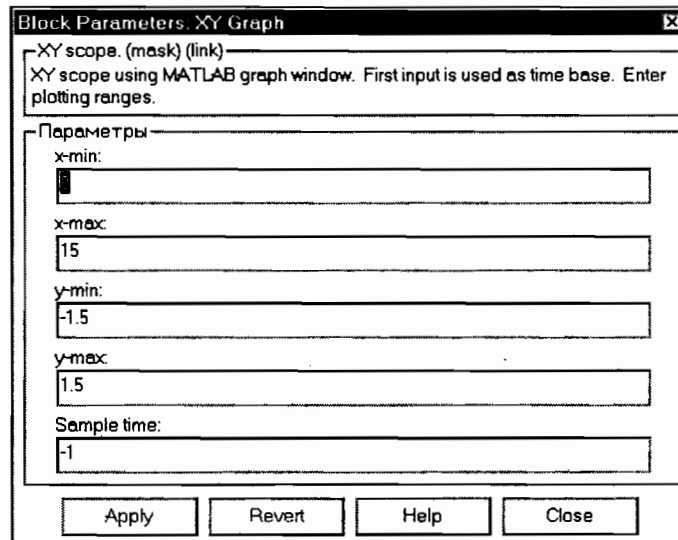 Block Parameters: XY Graph
XY scope. (mask) (link)
XY scope using MATLAB graph window. First input is used as time base. Enter
plotting ranges.
Параметры
x-min:
x-max:
15
y-min:
-1.5
y-max:
1.5
Sample time:
-1
Apply Revert Help Close